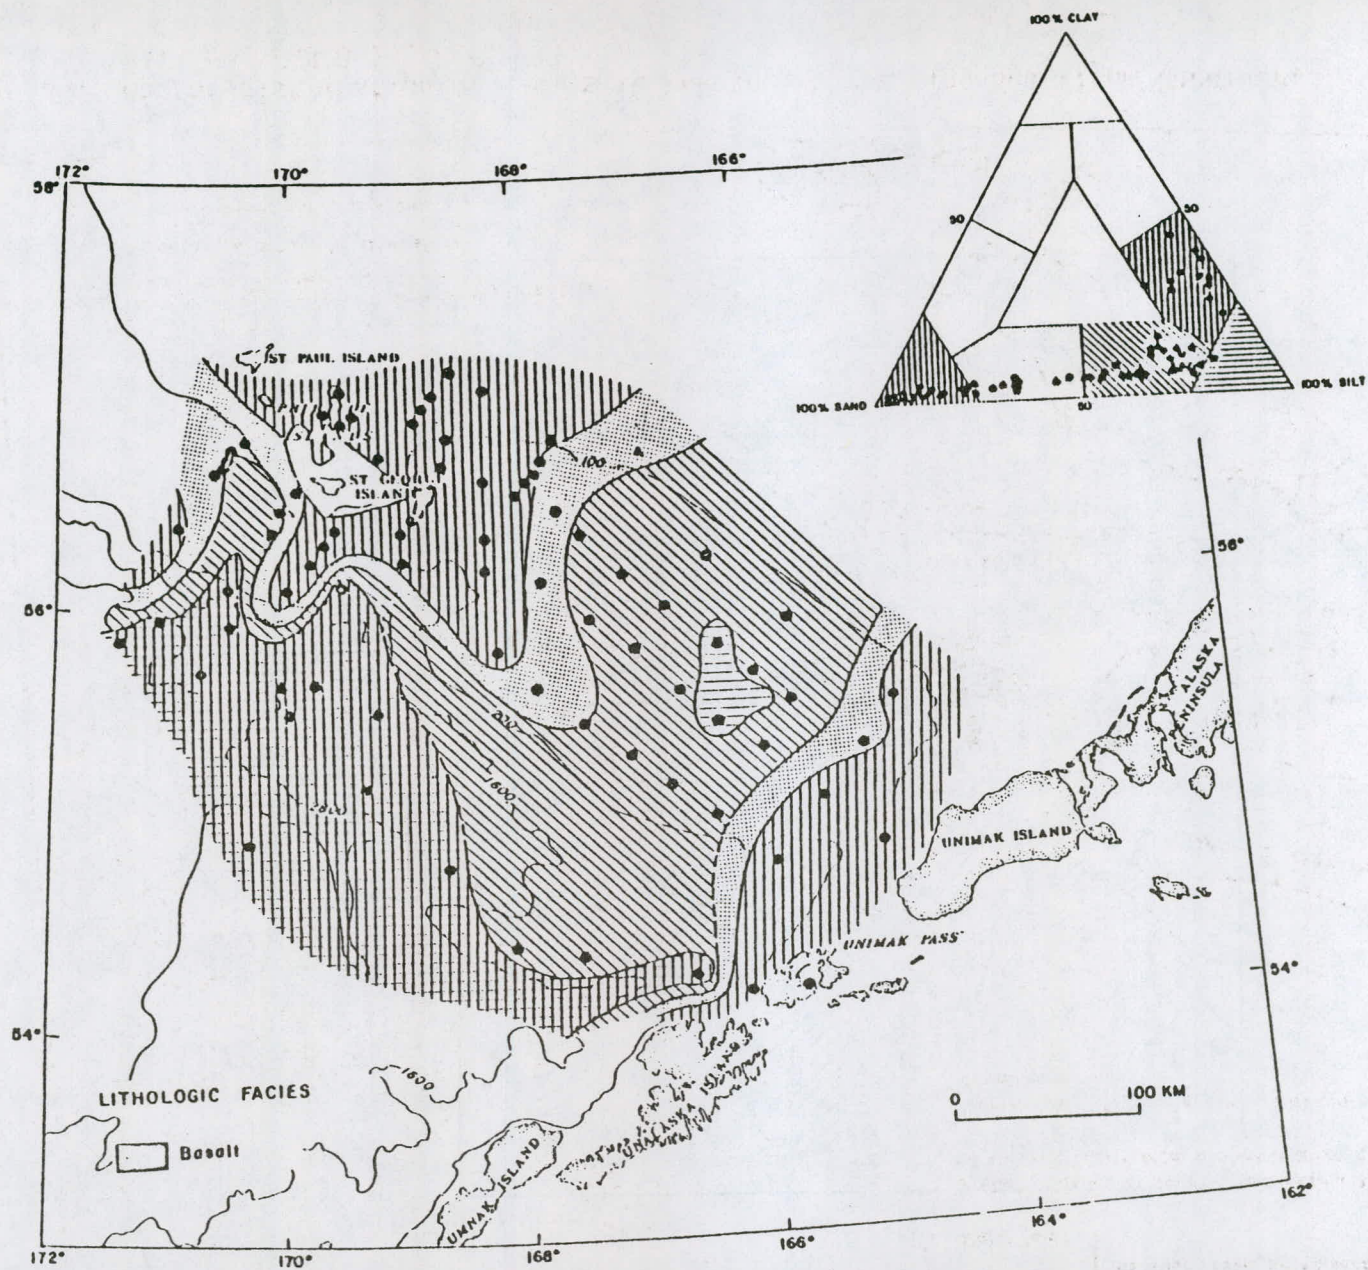 100% CLAY
50
50
100% SAND
50
100% SILT
172°
170°
168°
166°
58°
ST PAUL ISLAND
ST GEORGE
ISLAND
100
56°
56°
200
1600
1800
ALASKA
PENINSULA
UNIMAK ISLAND
UNIMAK PASS
54°
54°
1600
LITHOLOGIC FACIES
Basalt
0
100 KM
UNALASKA ISLAND
UMNAK ISLAND
172°
170°
168°
166°
164°
162°